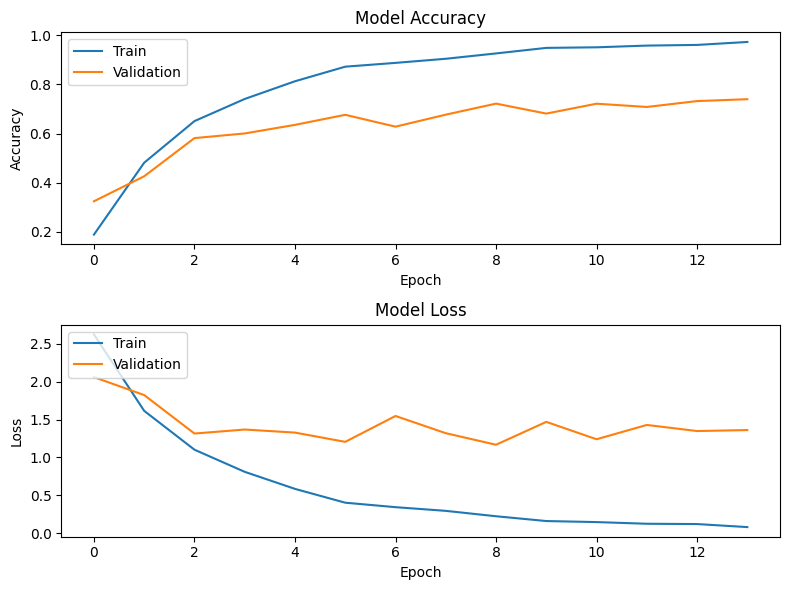 Model Accuracy
1.0
0.8
0.6
0.4
0.2
Accuracy
Train
Validation
0 2 4 6 8 10 12
Epoch
Model Loss
2.5
2.0
1.5
1.0
0.5
0.0
Loss
Train
Validation
0 2 4 6 8 10 12
Epoch